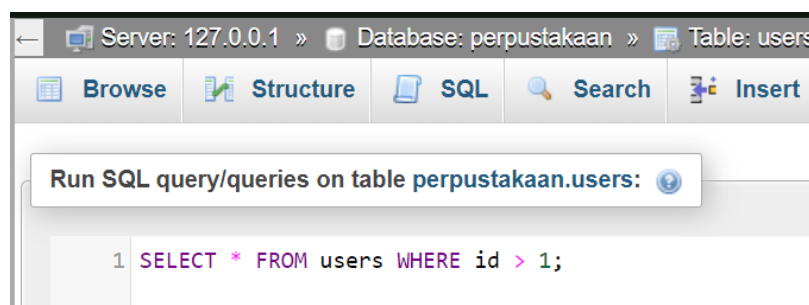 Server: 127.0.0.1 » Database: perpustakaan » Table: users
Browse Structure SQL Search Insert
Run SQL query/queries on table perpustakaan.users:
1 SELECT * FROM users WHERE id > 1;